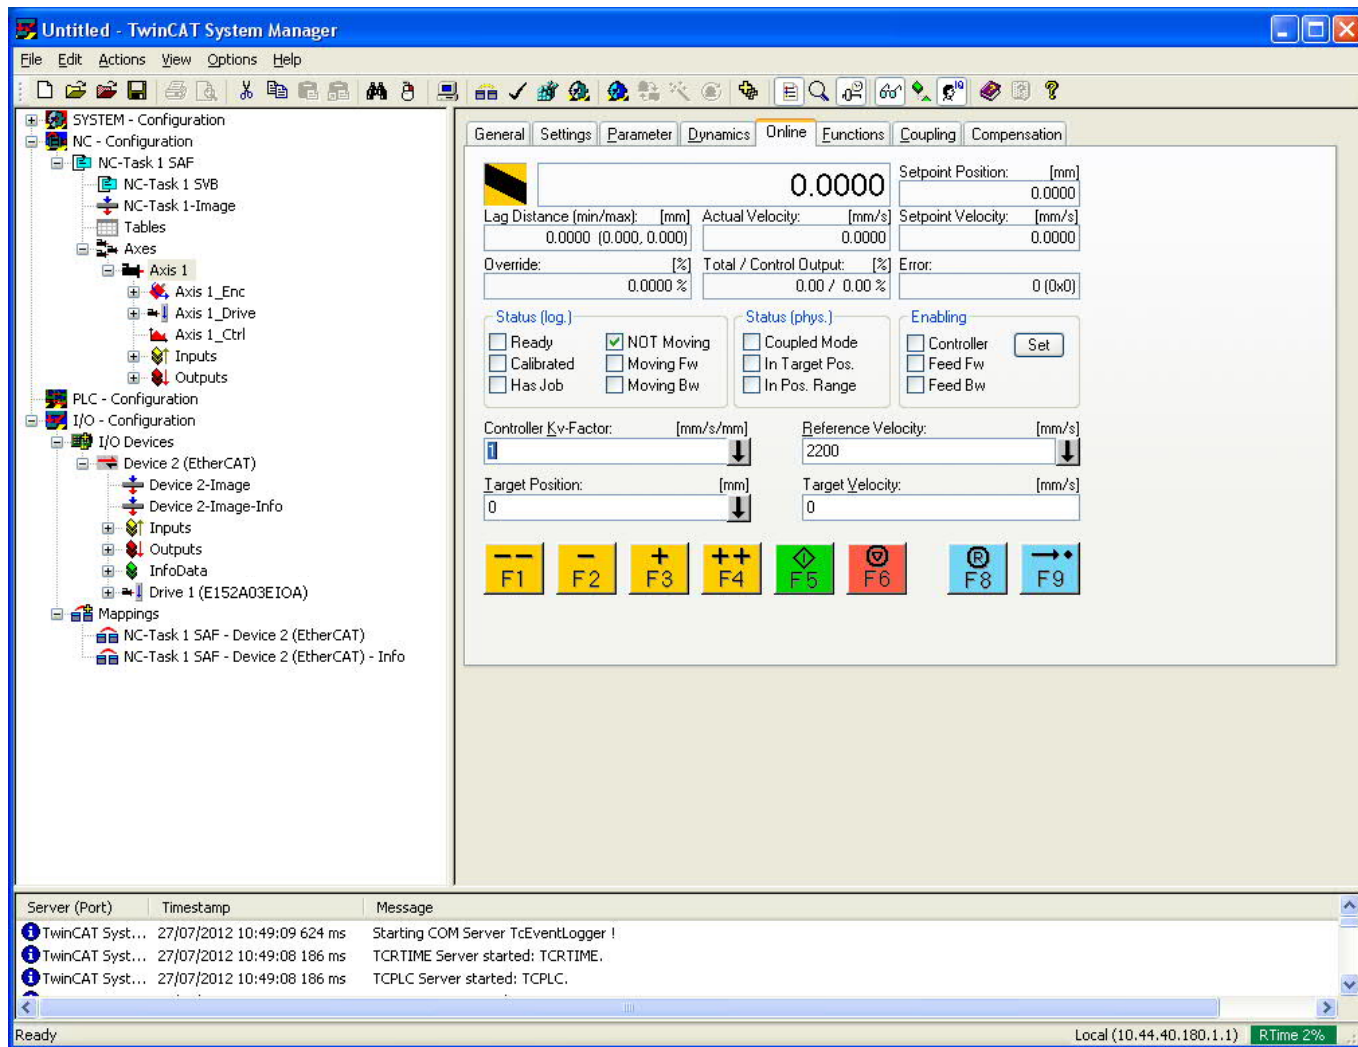 Untitled - TwinCAT System Manager
File Edit Actions View Options Help
SYSTEM - Configuration
NC - Configuration
NC-Task 1 SAF
NC-Task 1 SVB
NC-Task 1-Image
Tables
Axes
Axis 1
Axis 1_Enc
Axis 1_Drive
Axis 1_Ctrl
Inputs
Outputs
PLC - Configuration
I/O - Configuration
I/O Devices
Device 2 (EtherCAT)
Device 2-Image
Device 2-Image-Info
Inputs
Outputs
InfoData
Drive 1 (E152A03EIOA)
Mappings
NC-Task 1 SAF - Device 2 (EtherCAT)
NC-Task 1 SAF - Device 2 (EtherCAT) - Info
General Settings Parameter Dynamics Online Functions Coupling Compensation
0.0000
Setpoint Position: [mm]
0.0000
Lag Distance (min/max): [mm] Actual Velocity: [mm/s] Setpoint Velocity: [mm/s]
0.0000 (0.000, 0.000) 0.0000 0.0000
Override: [%] Total / Control Output: [%] Error:
0.0000 % 0.00 / 0.00 % 0 (0x0)
Status (log.) Status (phys.) Enabling
Ready NOT Moving Coupled Mode Controller Set
Calibrated Moving Fw In Target Pos. Feed Fw
Has Job Moving Bw In Pos. Range Feed Bw
Controller Kv-Factor: [mm/s/mm] Reference Velocity: [mm/s]
1 2200
Target Position: [mm] Target Velocity: [mm/s]
0 0
-- - + ++ R
F1 F2 F3 F4 F5 F6 F8 F9
Server (Port) Timestamp Message
TwinCAT Syst... 27/07/2012 10:49:09 624 ms Starting COM Server TcEventLogger !
TwinCAT Syst... 27/07/2012 10:49:08 186 ms TCRTIME Server started: TCRTIME.
TwinCAT Syst... 27/07/2012 10:49:08 186 ms TCPLC Server started: TCPLC.
Ready Local (10.44.40.180.1.1) RTime 2%